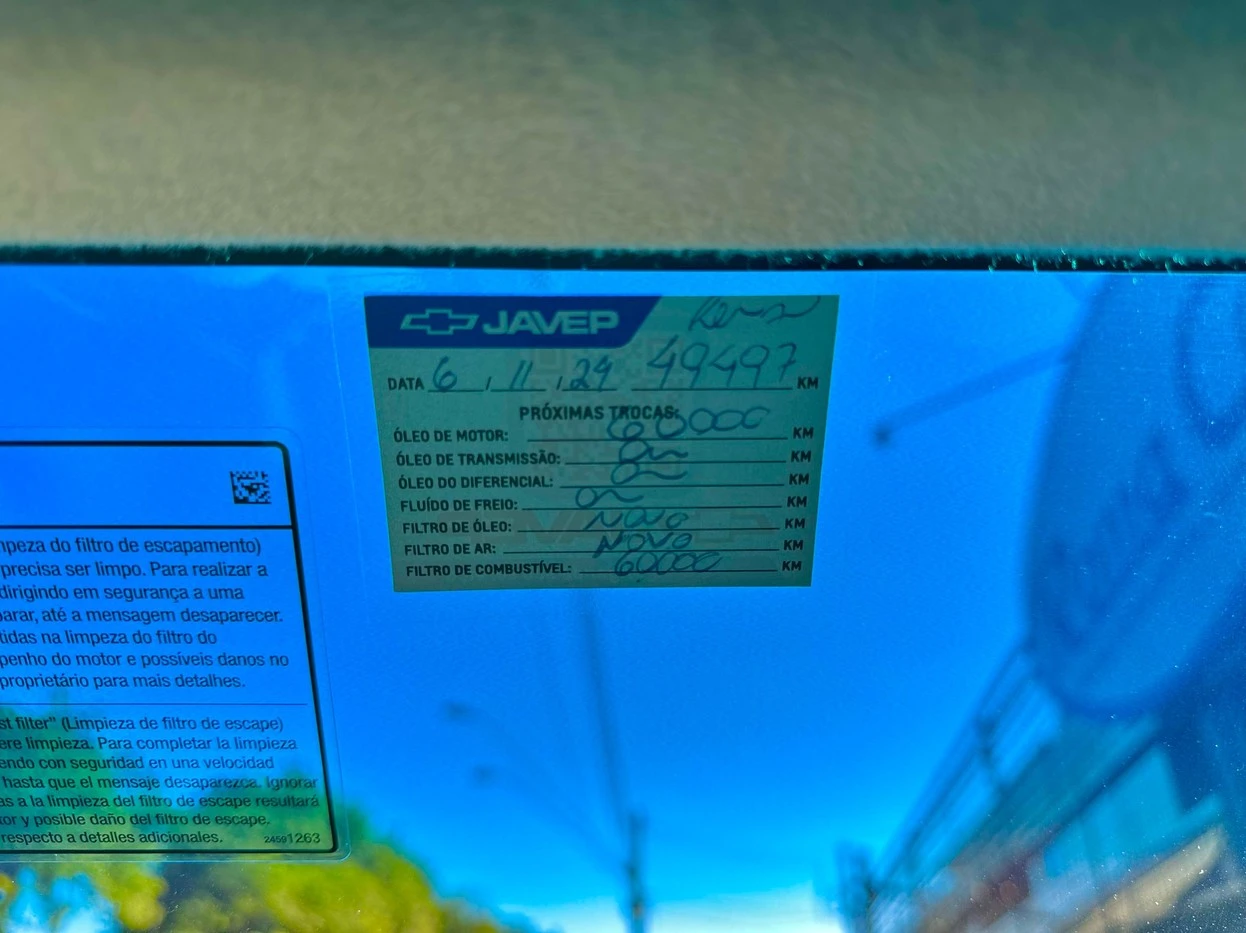 JAVEP
DATA 6 / 11 / 24 49497 KM
PRÓXIMAS TROCAS:
ÓLEO DE MOTOR: 60000 KM
ÓLEO DE TRANSMISSÃO: KM
ÓLEO DO DIFERENCIAL: KM
FLUÍDO DE FREIO: KM
FILTRO DE ÓLEO: NOVO KM
FILTRO DE AR: NOVO KM
FILTRO DE COMBUSTÍVEL: 60000 KM
mpeza do filtro de escapamento)
precisa ser limpo. Para realizar a
dirigindo em segurança a uma
parar, até a mensagem desaparecer.
tidas na limpeza do filtro do
penho do motor e possíveis danos no
proprietário para mais detalhes.
st filter" (Limpieza de filtro de escape)
ere limpieza. Para completar la limpieza
endo con seguridad en una velocidad
hasta que el mensaje desaparezca. Ignorar
as a la limpieza del filtro de escape resultará
tor y posible daño del filtro de escape.
respecto a detalles adicionales. 24591263